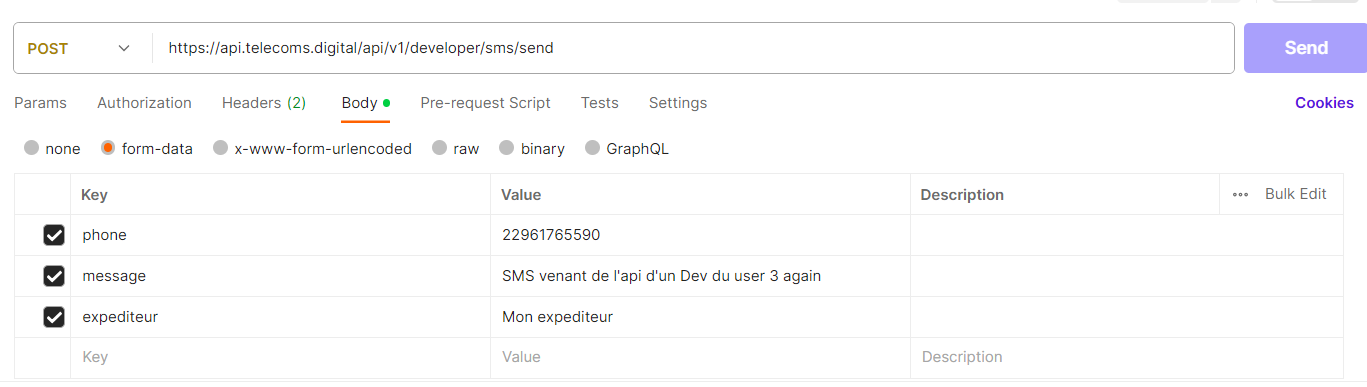 POST https://api.telecoms.digital/api/v1/developer/sms/send Send
Params Authorization Headers (2) Body Pre-request Script Tests Settings Cookies
none form-data x-www-form-urlencoded raw binary GraphQL
Key Value Description Bulk Edit
phone 22961765590
message SMS venant de l'api d'un Dev du user 3 again
expediteur Mon expediteur
Key Value Description